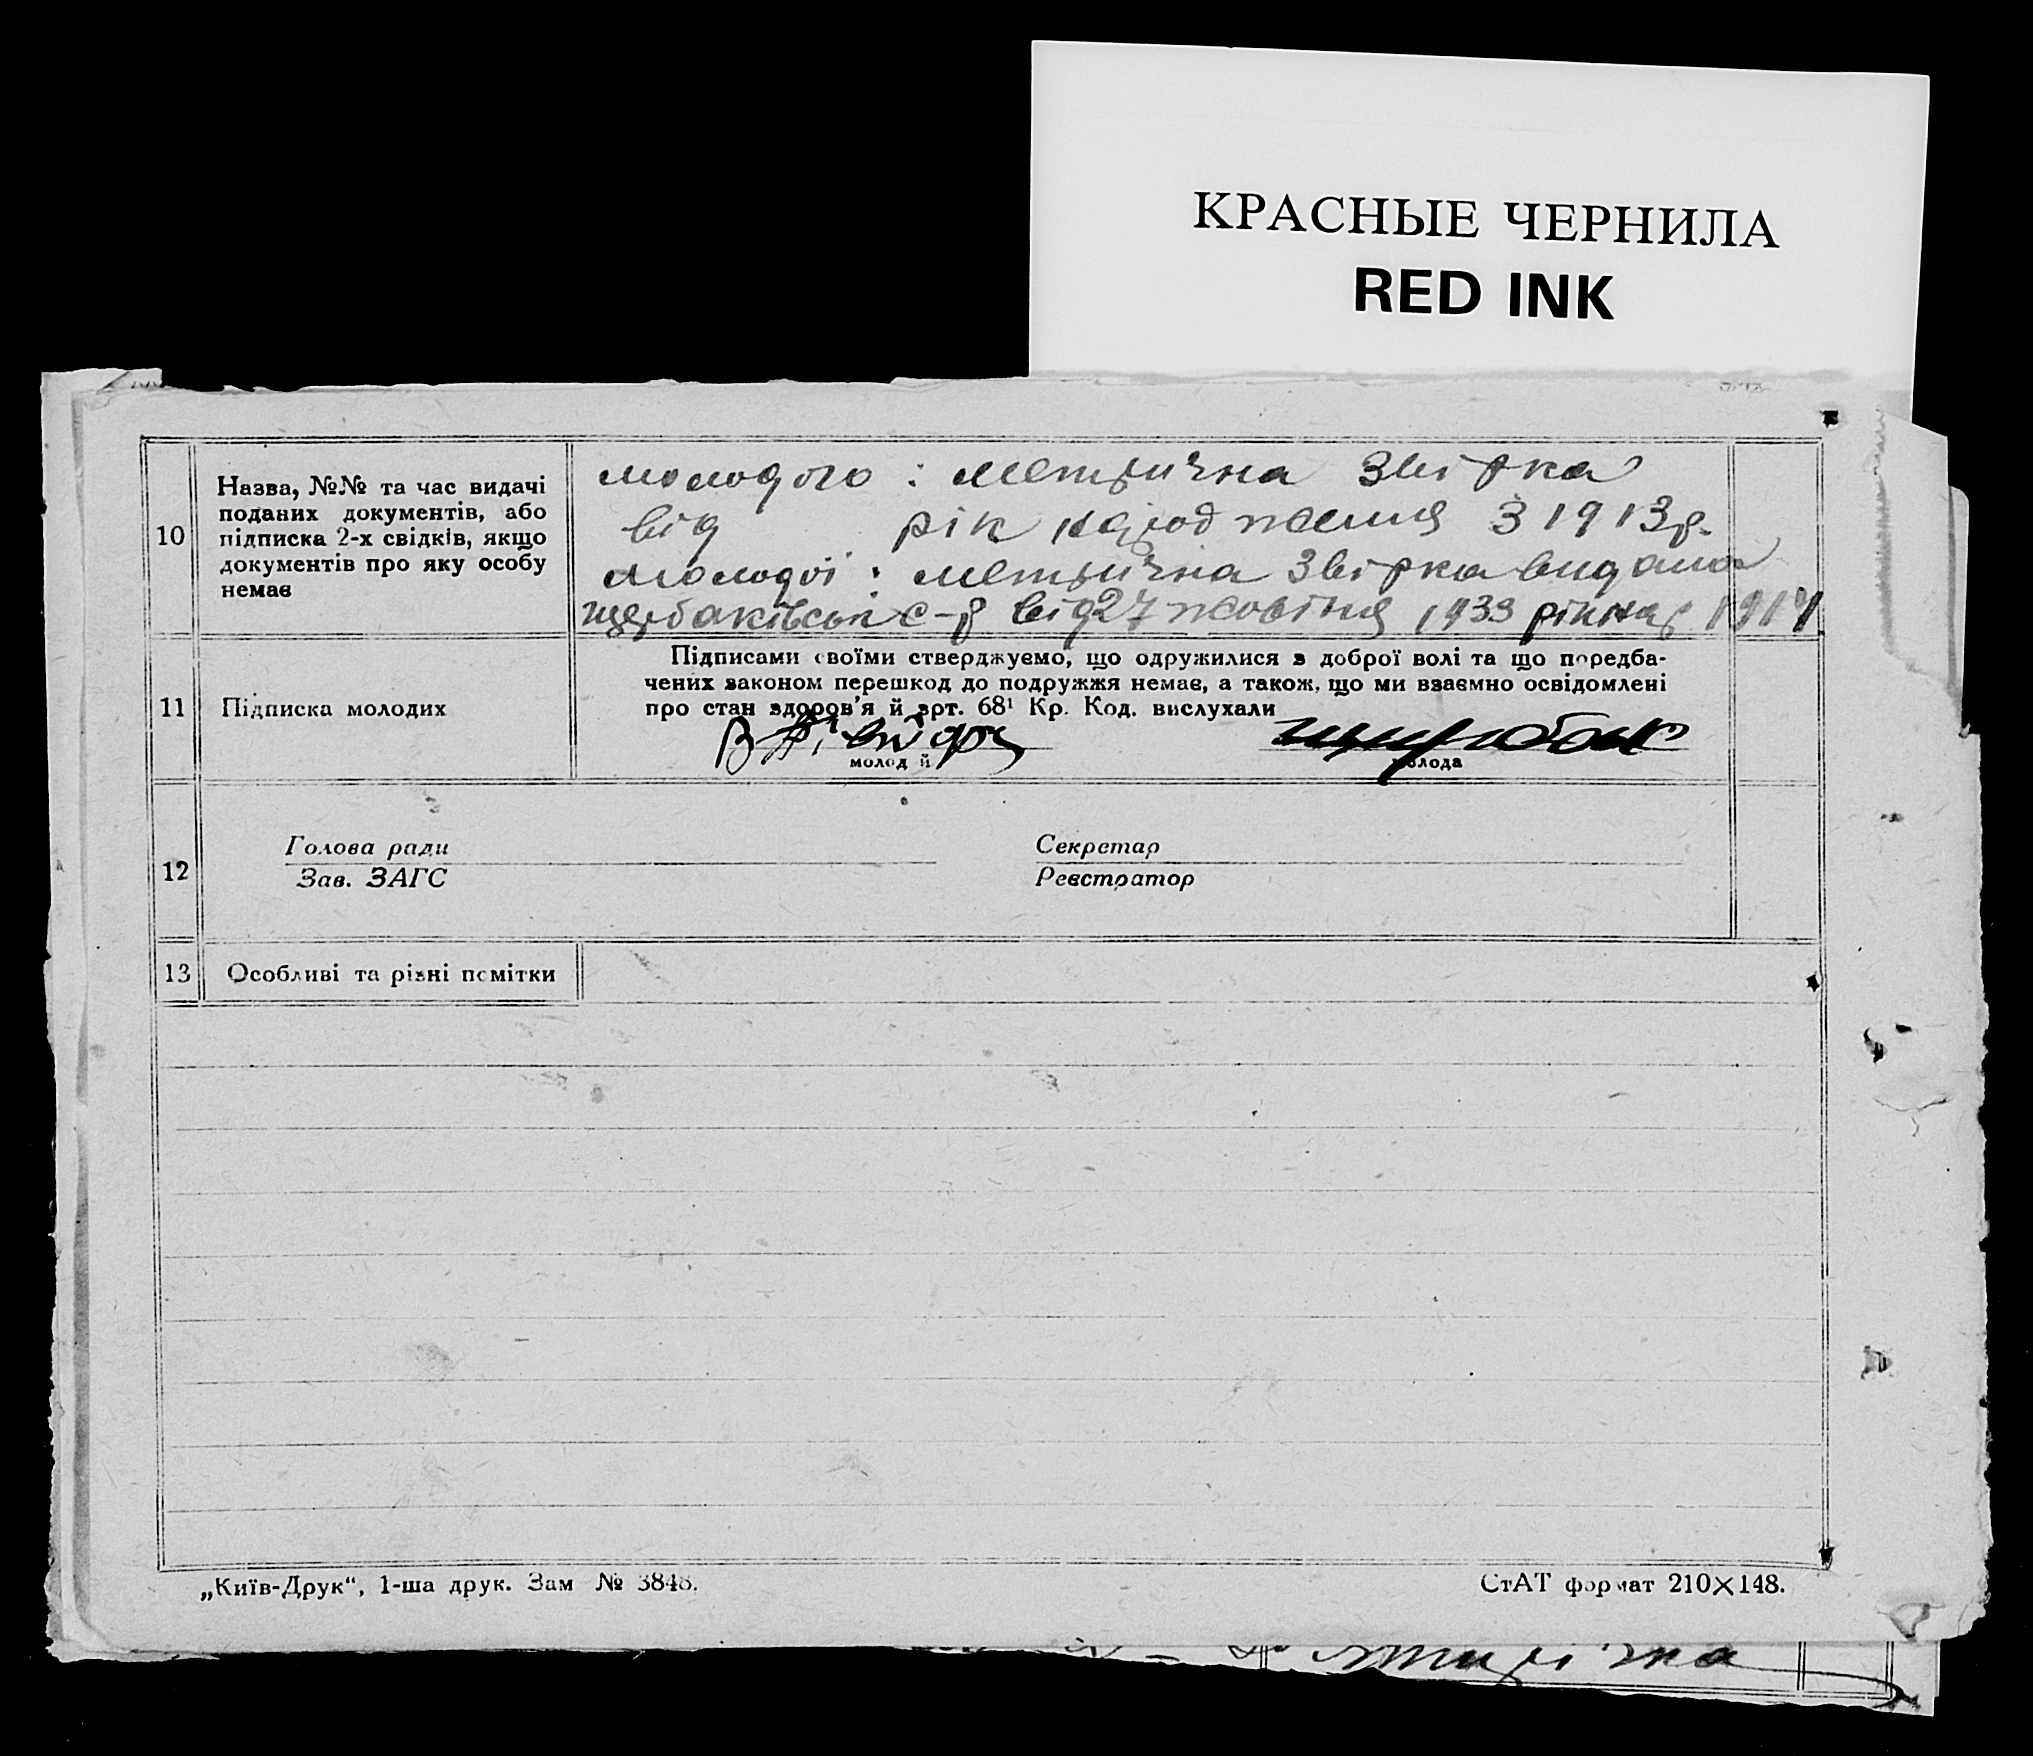 КРАСНЫЕ ЧЕРНИЛА
RED INK
10
Назва, №№ та час видачі
поданих документів, або
підписка 2-х свідків, якщо
документів про яку особу
немає
молодого: метрична звірка
від рік народження з 1913 р.
молодої: метрична звірка видана
щербаківськ с-р від 27 жовтня 1933 рік нар 1914
11
Підписка молодих
Підписами своїми стверджуємо, що одружилися з доброї волі та що передба-
чених законом перешкод до подружжя немає, а також, що ми взаємно освідомлені
про стан здоров'я й арт. 68¹ Кр. Код. вислухали
молодий
молода
12
Голова ради
Зав. ЗАГС
Секретар
Реєстратор
13
Особливі та різні помітки
„Київ-Друк“, 1-ша друк. Зам № 3848.
СтАТ формат 210×148.